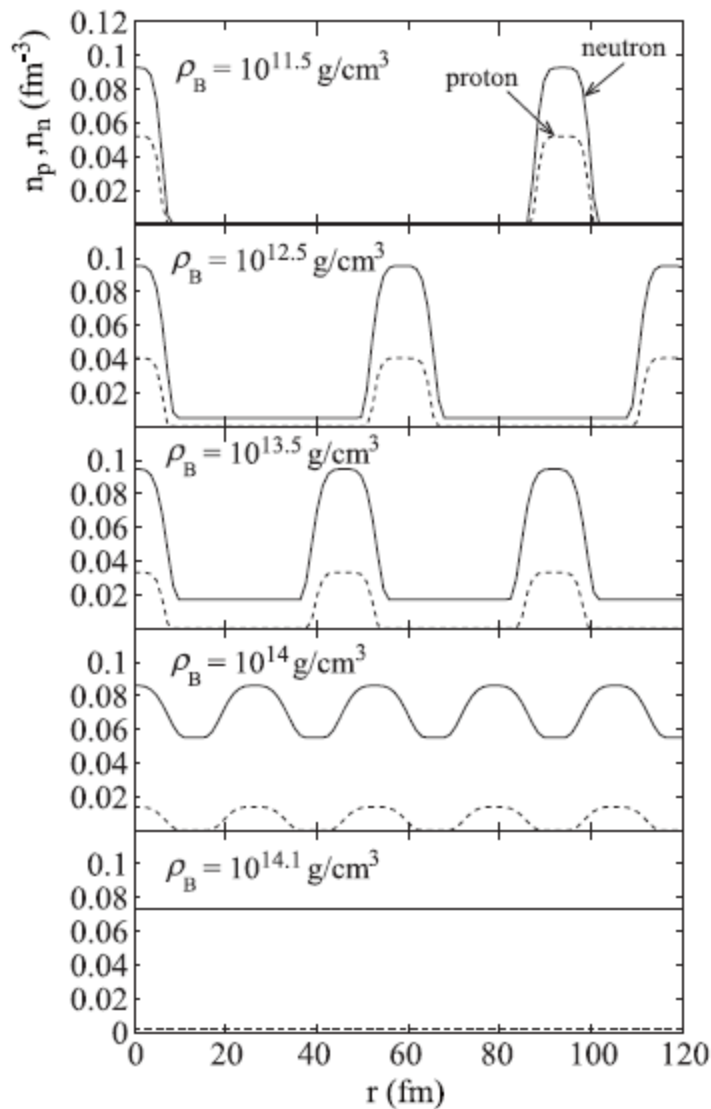 0.12
n_p, n_n (fm^-3)
0.1
0.08
0.06
0.04
0.02
ρ_B = 10^11.5 g/cm^3
proton
neutron
0.1
0.08
0.06
0.04
0.02
ρ_B = 10^12.5 g/cm^3
0.1
0.08
0.06
0.04
0.02
ρ_B = 10^13.5 g/cm^3
0.1
0.08
0.06
0.04
0.02
ρ_B = 10^14 g/cm^3
0.1
0.08
0.06
0.04
0.02
0
ρ_B = 10^14.1 g/cm^3
0 20 40 60 80 100 120
r (fm)